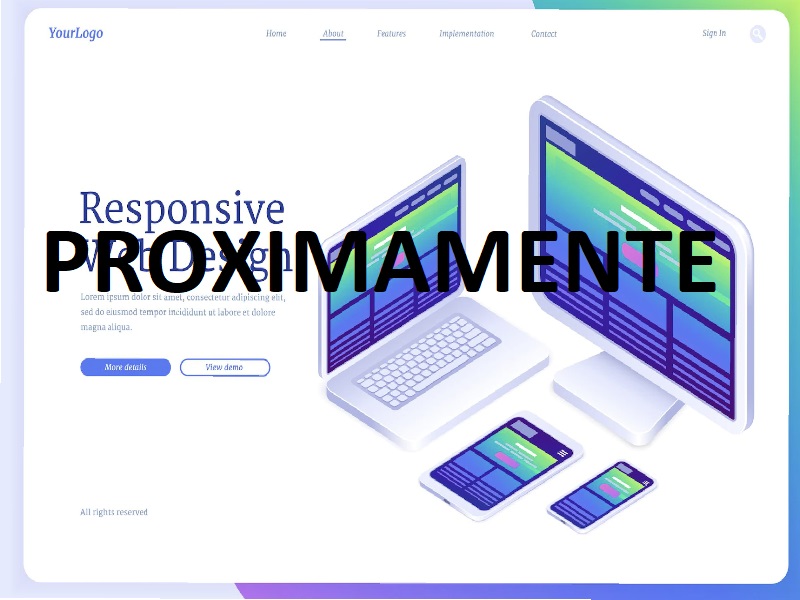 YourLogo
Home About Features Implementation Contact Sign In
Responsive
Web Design
PROXIMAMENTE
Lorem ipsum dolor sit amet, consectetur adipiscing elit,
sed do eiusmod tempor incididunt ut labore et dolore
magna aliqua.
More details View demo
All rights reserved